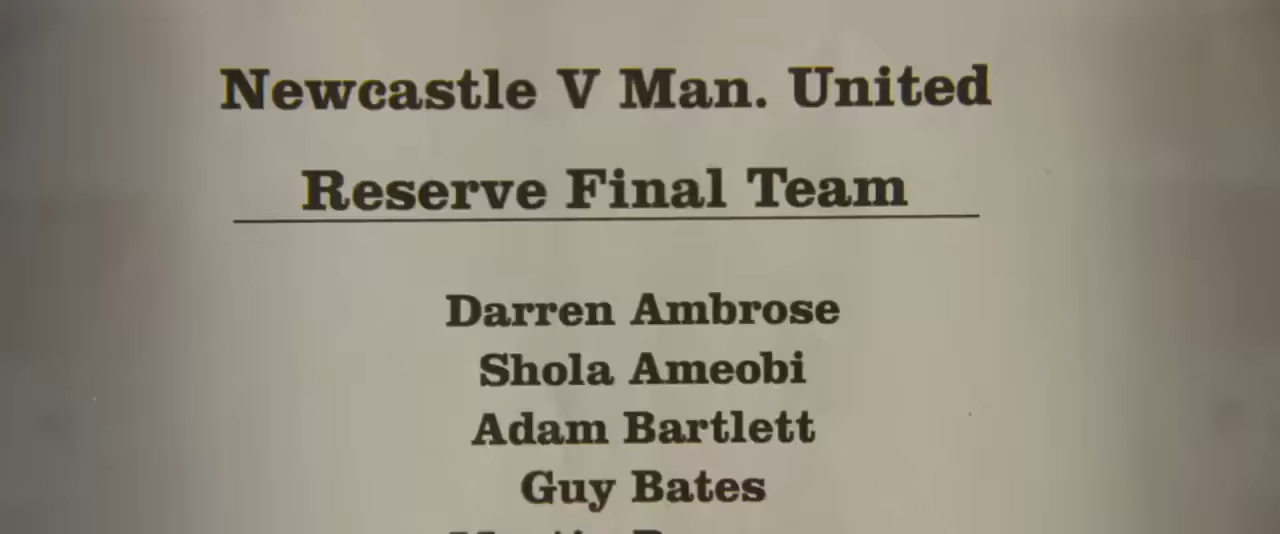 Newcastle V Man. United
Reserve Final Team
Darren Ambrose
Shola Ameobi
Adam Bartlett
Guy Bates